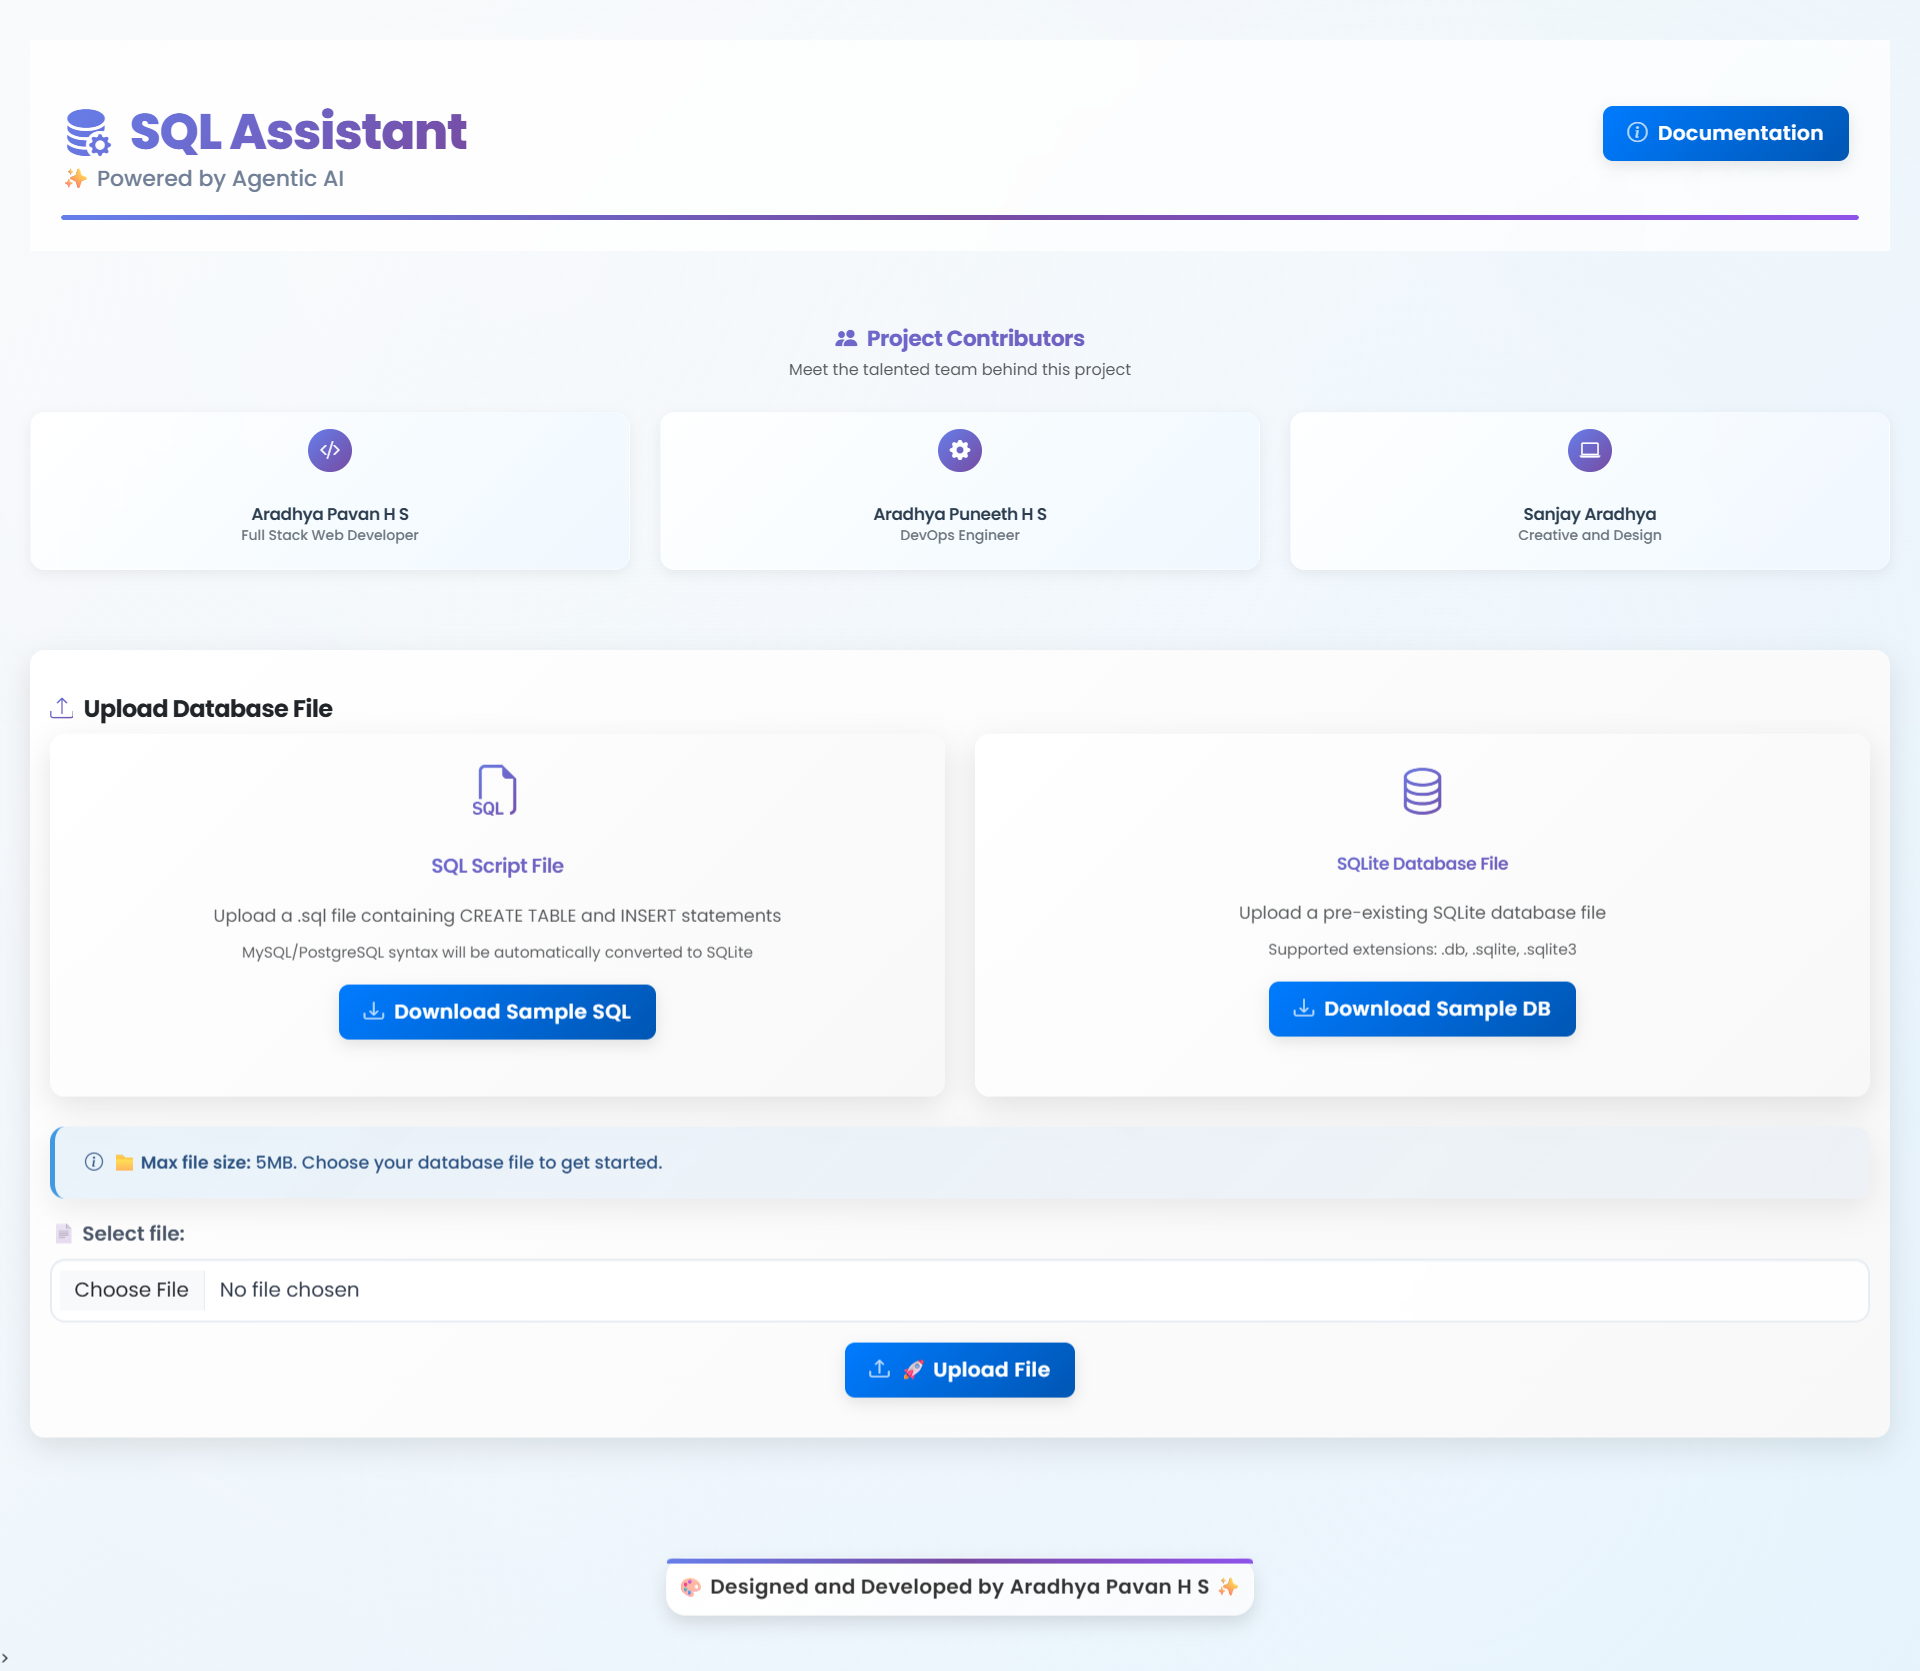 SQL Assistant
Documentation
✨ Powered by Agentic AI
Project Contributors
Meet the talented team behind this project
Aradhya Pavan H S
Full Stack Web Developer
Aradhya Puneeth H S
DevOps Engineer
Sanjay Aradhya
Creative and Design
Upload Database File
SQL
SQL Script File
Upload a .sql file containing CREATE TABLE and INSERT statements
MySQL/PostgreSQL syntax will be automatically converted to SQLite
Download Sample SQL
SQLite Database File
Upload a pre-existing SQLite database file
Supported extensions: .db, .sqlite, .sqlite3
Download Sample DB
📁 Max file size: 5MB. Choose your database file to get started.
📄 Select file:
Choose File No file chosen
🚀 Upload File
🎨 Designed and Developed by Aradhya Pavan H S ✨
>